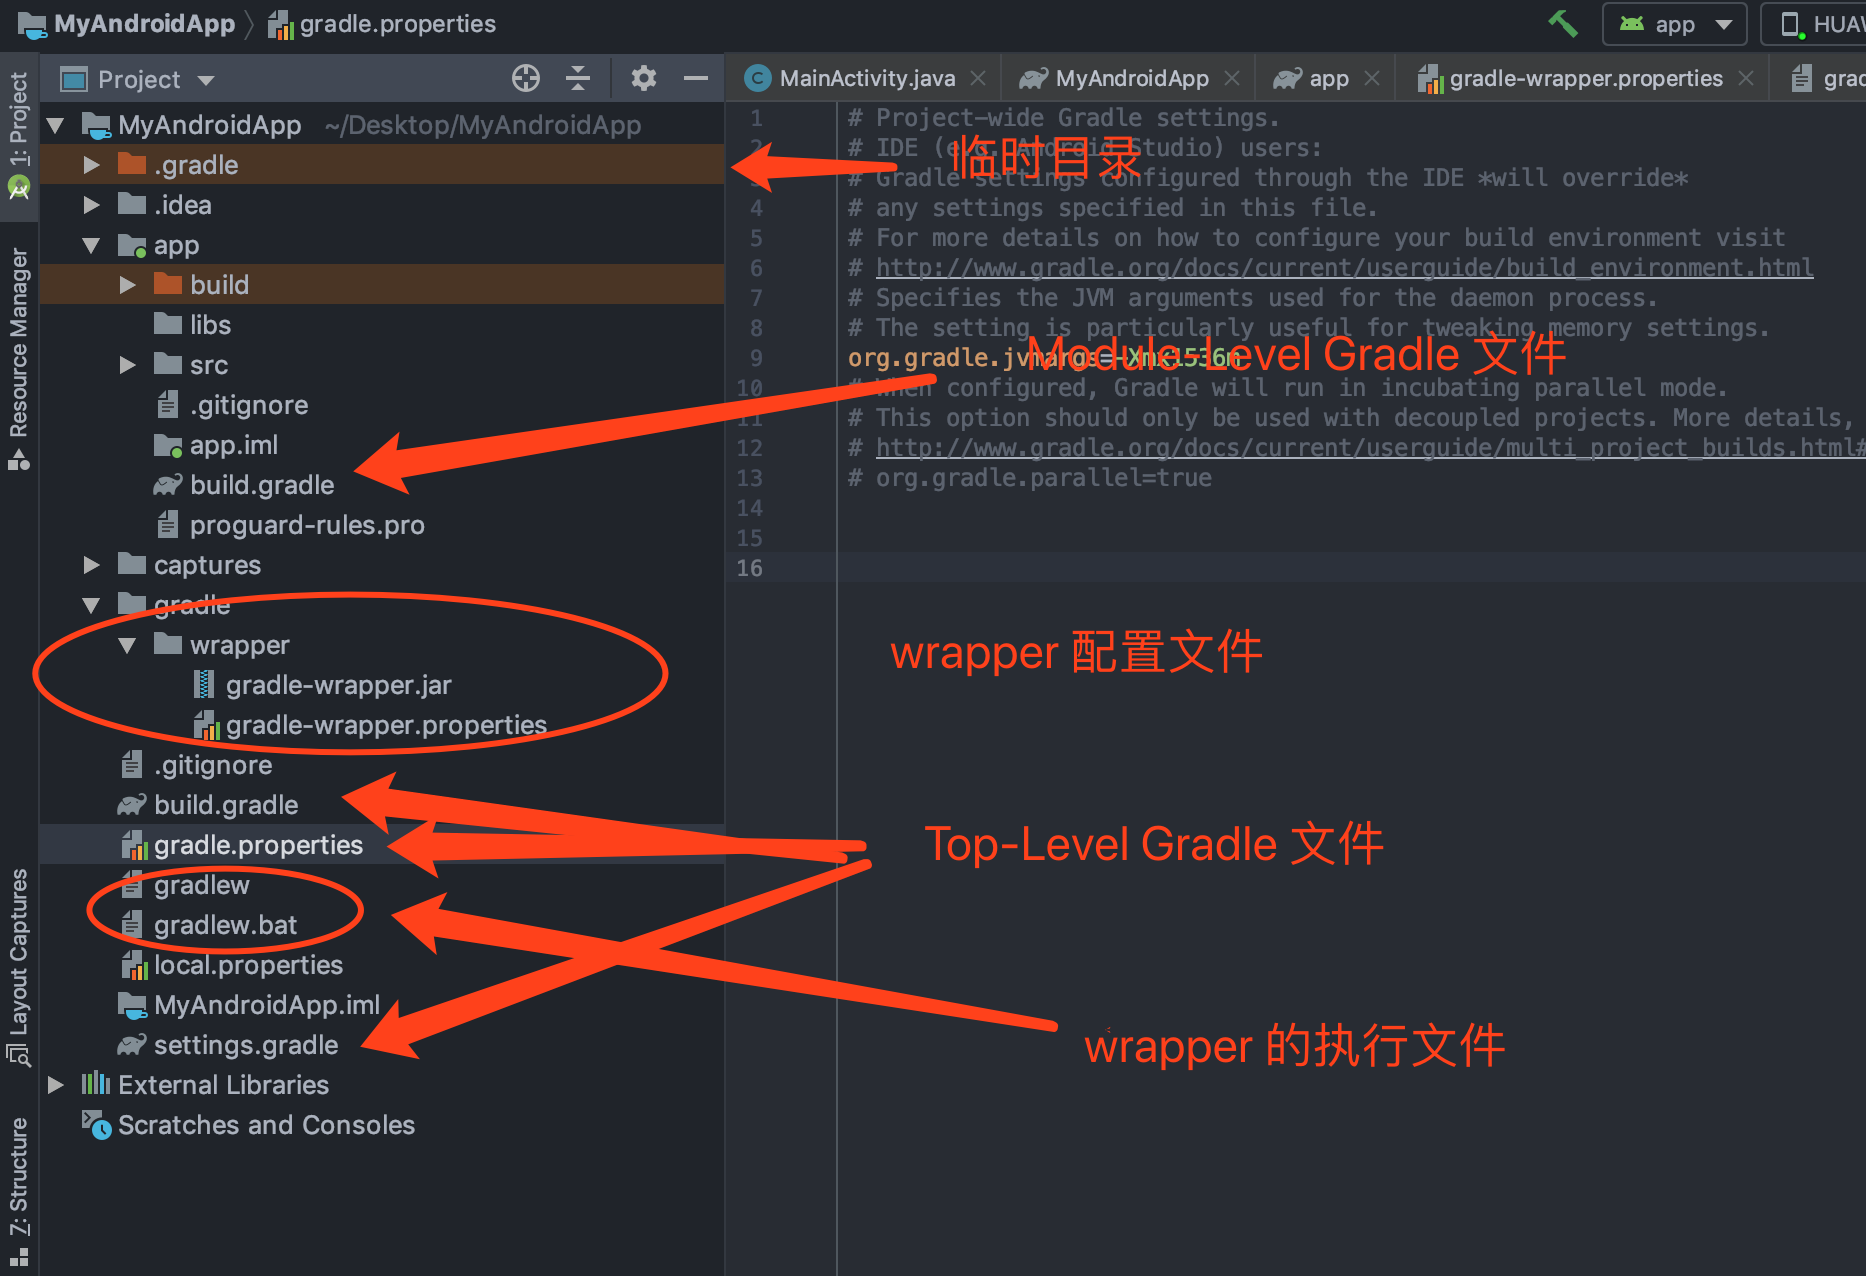 MyAndroidApp
gradle.properties
app
HUAW
1: Project
Resource Manager
Layout Captures
7: Structure
Project
MainActivity.java
MyAndroidApp
app
gradle-wrapper.properties
grad
MyAndroidApp ~/Desktop/MyAndroidApp
.gradle
.idea
app
build
libs
src
.gitignore
app.iml
build.gradle
proguard-rules.pro
captures
gradle
wrapper
gradle-wrapper.jar
gradle-wrapper.properties
.gitignore
build.gradle
gradle.properties
gradlew
gradlew.bat
local.properties
MyAndroidApp.iml
settings.gradle
External Libraries
Scratches and Consoles
1 # Project-wide Gradle settings.
2 # IDE (e.g. Android Studio) users:
3 # Gradle settings configured through the IDE *will override*
4 # any settings specified in this file.
5 # For more details on how to configure your build environment visit
6 # http://www.gradle.org/docs/current/userguide/build_environment.html
7 # Specifies the JVM arguments used for the daemon process.
8 # The setting is particularly useful for tweaking memory settings.
9 org.gradle.jvmargs=-Xmx1536m
10 # When configured, Gradle will run in incubating parallel mode.
11 # This option should only be used with decoupled projects. More details,
12 # http://www.gradle.org/docs/current/userguide/multi_project_builds.html#
13 # org.gradle.parallel=true
14
15
16
临时目录
Module-Level Gradle 文件
wrapper 配置文件
Top-Level Gradle 文件
wrapper 的执行文件